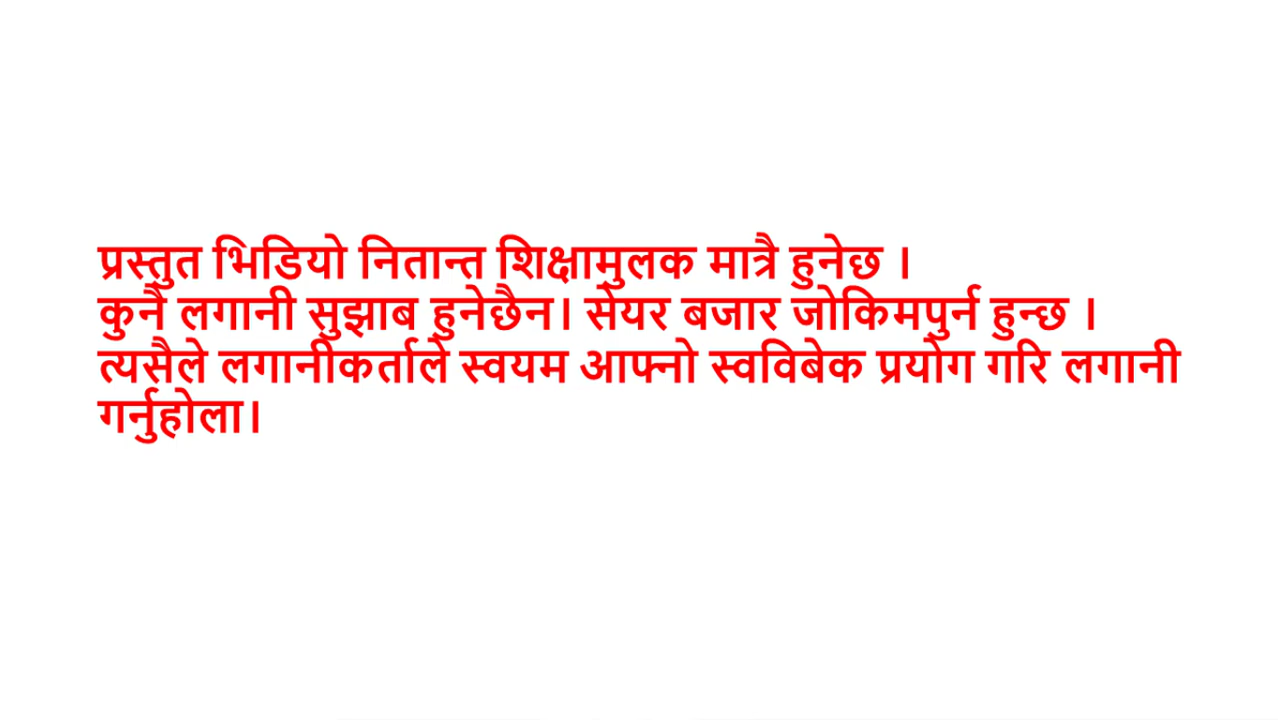 प्रस्तुत भिडियो नितान्त शिक्षामुलक मात्रै हुनेछ ।
कुनै लगानी सुझाब हुनेछैन। सेयर बजार जोकिमपुर्न हुन्छ ।
त्यसैले लगानीकर्ताले स्वयम आफ्नो स्वविबेक प्रयोग गरि लगानी
गर्नुहोला।